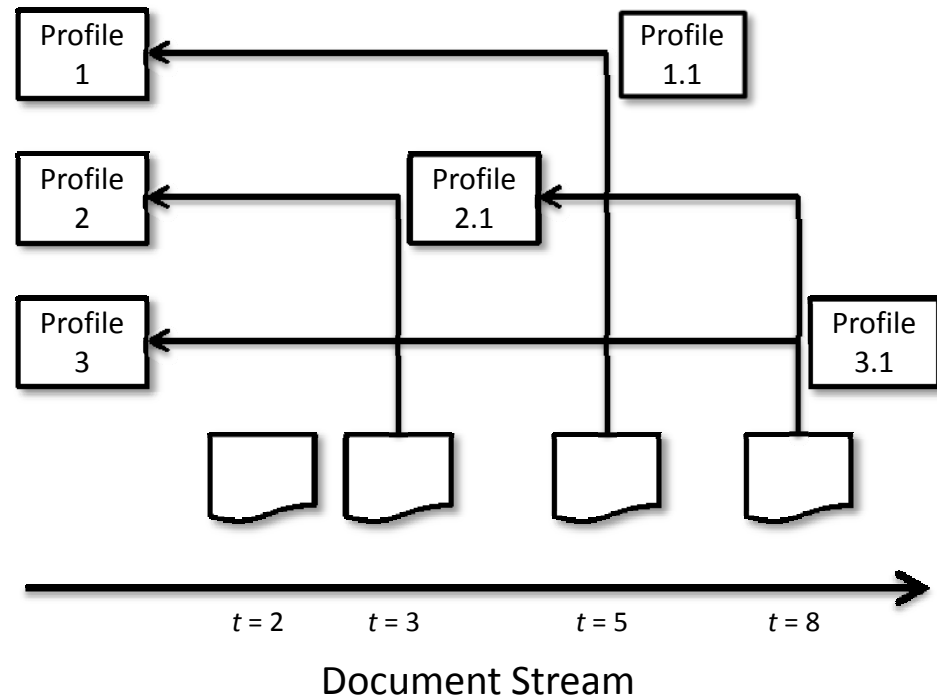 Profile
1
Profile
1.1
Profile
2
Profile
2.1
Profile
3
Profile
3.1
t = 2
t = 3
t = 5
t = 8
Document Stream